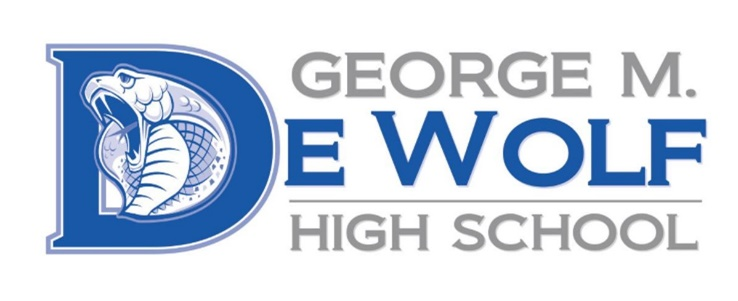 GEORGE M.
DE WOLF
HIGH SCHOOL